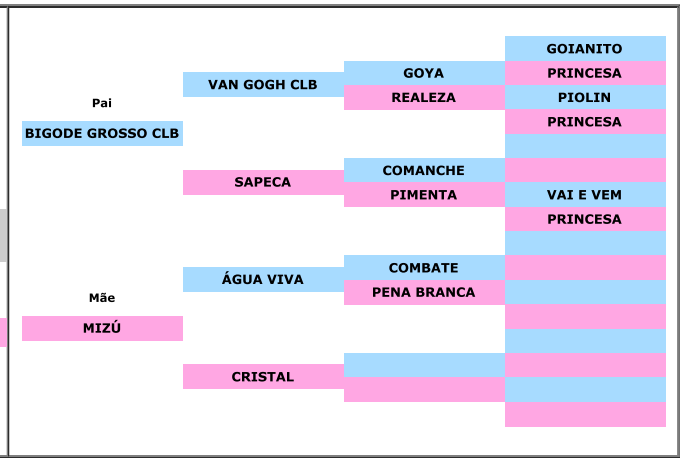 GOIANITO
GOYA
PRINCESA
VAN GOGH CLB
REALEZA
PIOLIN
Pai
PRINCESA
BIGODE GROSSO CLB
COMANCHE
SAPECA
PIMENTA
VAI E VEM
PRINCESA
COMBATE
ÁGUA VIVA
PENA BRANCA
Mãe
MIZÚ
CRISTAL